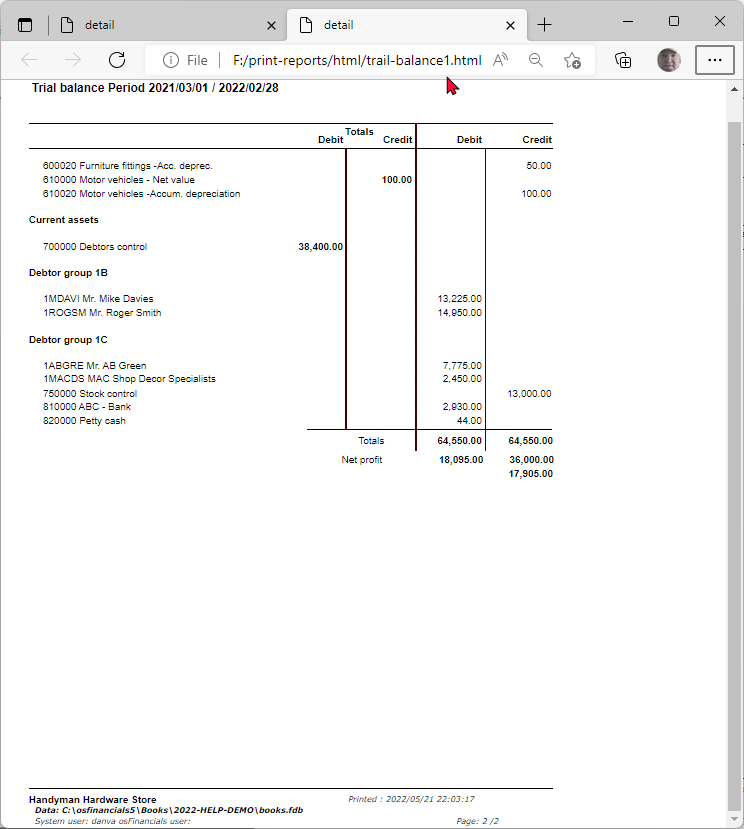 detail
detail
File F:/print-reports/html/trail-balance1.html
Trial balance Period 2021/03/01 / 2022/02/28
Totals
Debit Credit Debit Credit
600020 Furniture fittings -Acc. deprec. 50.00
610000 Motor vehicles - Net value 100.00
610020 Motor vehicles -Accum. depreciation 100.00
Current assets
700000 Debtors control 38,400.00
Debtor group 1B
1MDAVI Mr. Mike Davies 13,225.00
1ROGSM Mr. Roger Smith 14,950.00
Debtor group 1C
1ABGRE Mr. AB Green 7,775.00
1MACDS MAC Shop Decor Specialists 2,450.00
750000 Stock control 13,000.00
810000 ABC - Bank 2,930.00
820000 Petty cash 44.00
Totals 64,550.00 64,550.00
Net profit 18,095.00 36,000.00
17,905.00
Handyman Hardware Store Printed : 2022/05/21 22:03:17
Data: C:\osfinancials5\Books\2022-HELP-DEMO\books.fdb
System user: danva osFinancials user: Page: 2 /2